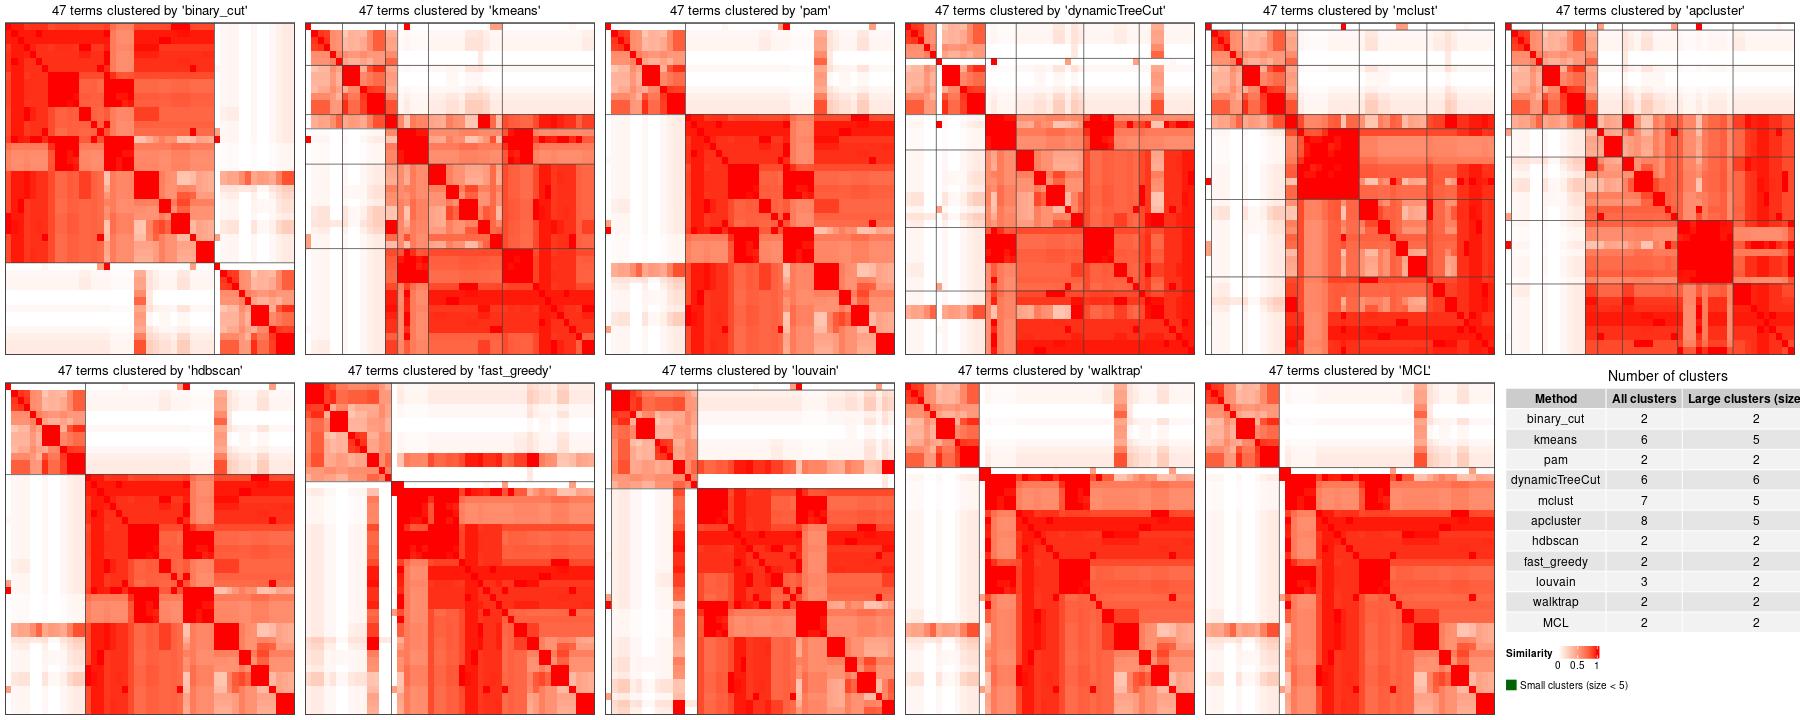 47 terms clustered by 'binary_cut'
47 terms clustered by 'kmeans'
47 terms clustered by 'pam'
47 terms clustered by 'dynamicTreeCut'
47 terms clustered by 'mclust'
47 terms clustered by 'apcluster'
47 terms clustered by 'hdbscan'
47 terms clustered by 'fast_greedy'
47 terms clustered by 'louvain'
47 terms clustered by 'walktrap'
47 terms clustered by 'MCL'
Number of clusters
Method All clusters Large clusters (size
binary_cut 2 2
kmeans 6 5
pam 2 2
dynamicTreeCut 6 6
mclust 7 5
apcluster 8 5
hdbscan 2 2
fast_greedy 2 2
louvain 3 2
walktrap 2 2
MCL 2 2
Similarity
0 0.5 1
Small clusters (size < 5)